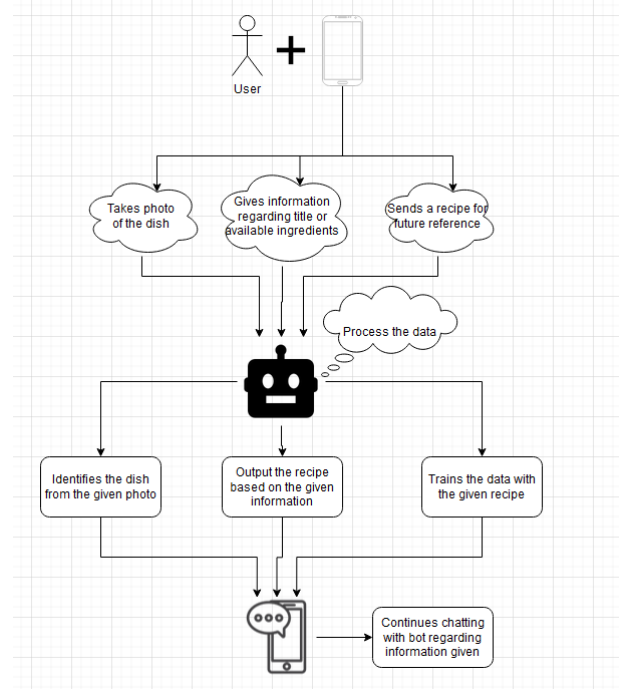 User
Takes photo
of the dish
Gives information
regarding title or
available ingredients
Sends a recipe for
future reference
Process the data
Identifies the dish
from the given photo
Output the recipe
based on the given
information
Trains the data with
the given recipe
Continues chatting
with bot regarding
information given